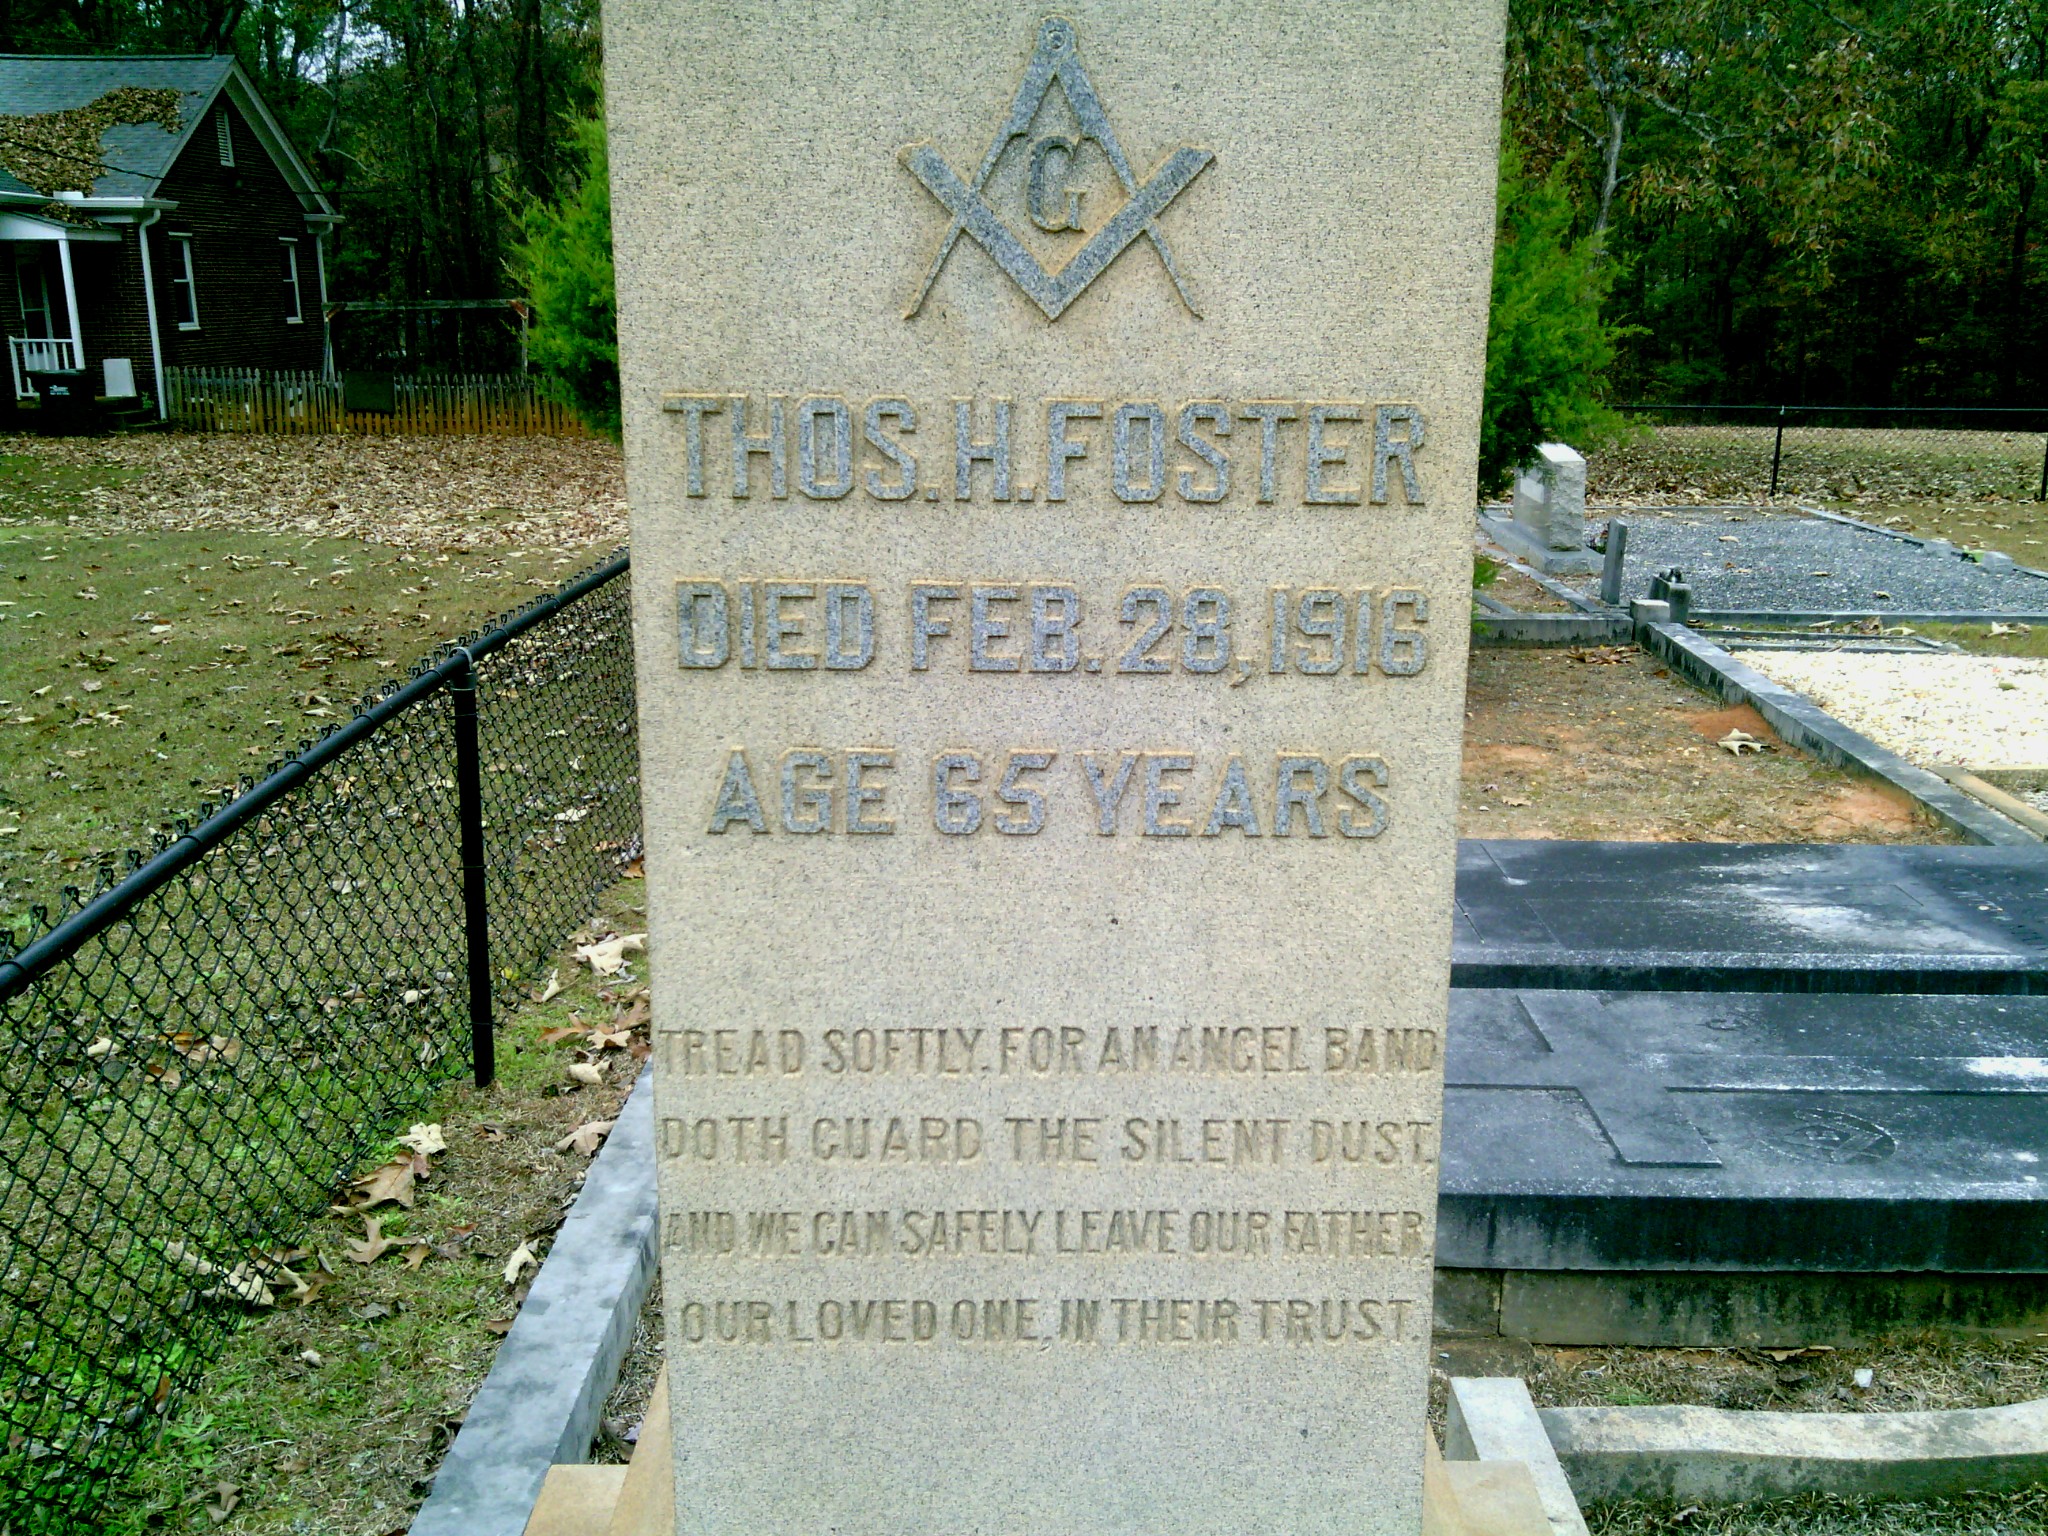 G
THOS. H. FOSTER
DIED FEB. 28, 1916
AGE 65 YEARS
TREAD SOFTLY. FOR AN ANGEL BAND
DOTH GUARD THE SILENT DUST,
AND WE CAN SAFELY LEAVE OUR FATHER,
OUR LOVED ONE, IN THEIR TRUST.